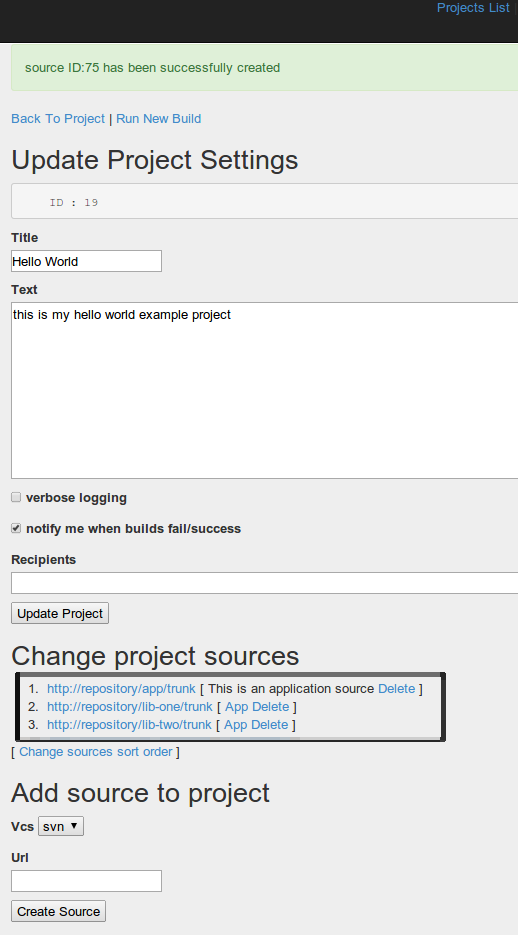 Projects List
source ID:75 has been successfully created
Back To Project | Run New Build
Update Project Settings
ID : 19
Title
Hello World
Text
this is my hello world example project
verbose logging
notify me when builds fail/success
Recipients
Update Project
Change project sources
1. http://repository/app/trunk [ This is an application source Delete ]
2. http://repository/lib-one/trunk [ App Delete ]
3. http://repository/lib-two/trunk [ App Delete ]
[ Change sources sort order ]
Add source to project
Vcs svn
Url
Create Source